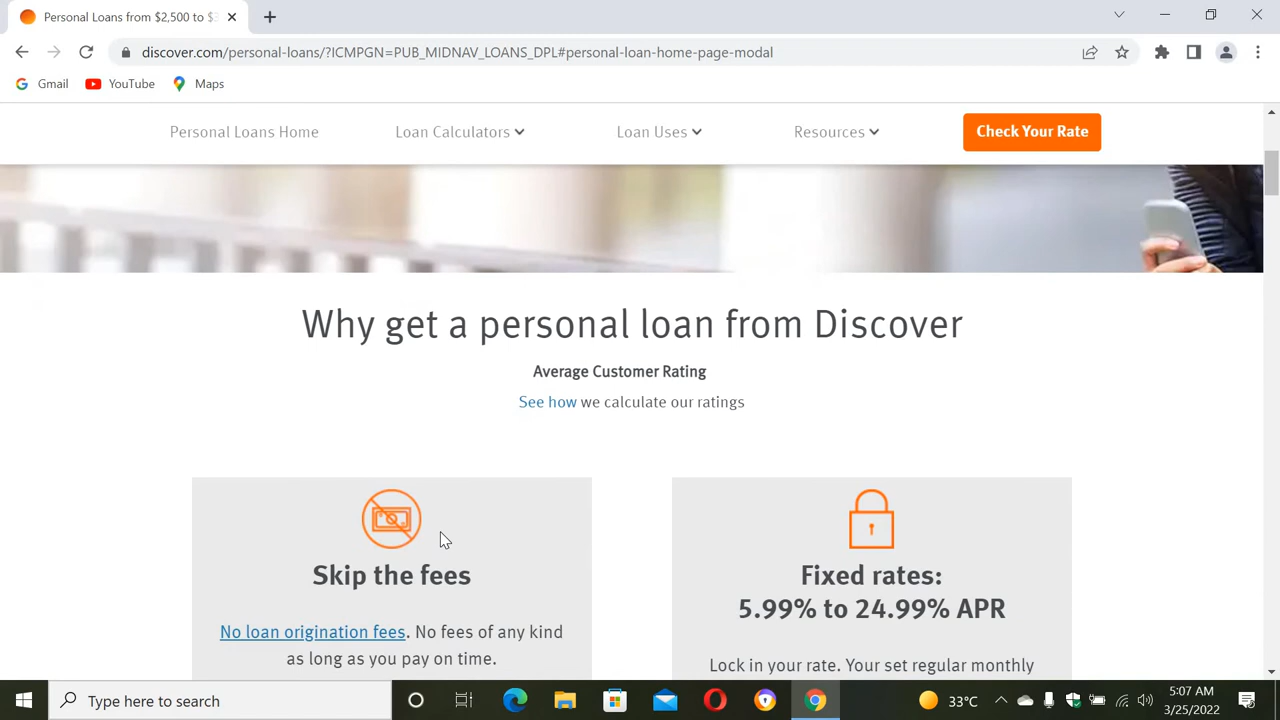 Personal Loans from $2,500 to $
discover.com/personal-loans/?ICMPGN=PUB_MIDNAV_LOANS_DPL#personal-loan-home-page-modal
Gmail YouTube Maps
Personal Loans Home Loan Calculators Loan Uses Resources Check Your Rate
Why get a personal loan from Discover
Average Customer Rating
See how we calculate our ratings
Skip the fees
No loan origination fees. No fees of any kind
as long as you pay on time.
Fixed rates:
5.99% to 24.99% APR
Lock in your rate. Your set regular monthly
Type here to search
33°C
5:07 AM
3/25/2022